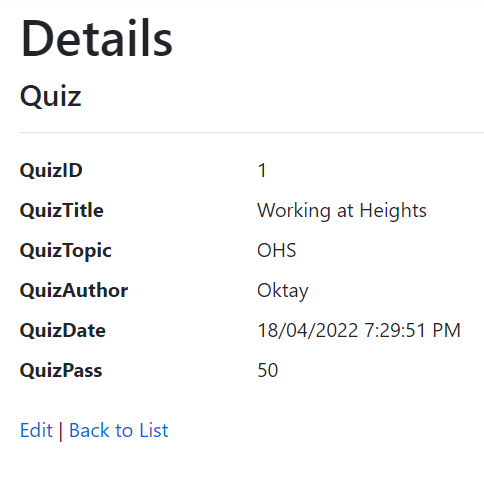 Details
Quiz
QuizID 1
QuizTitle Working at Heights
QuizTopic OHS
QuizAuthor Oktay
QuizDate 18/04/2022 7:29:51 PM
QuizPass 50
Edit | Back to List